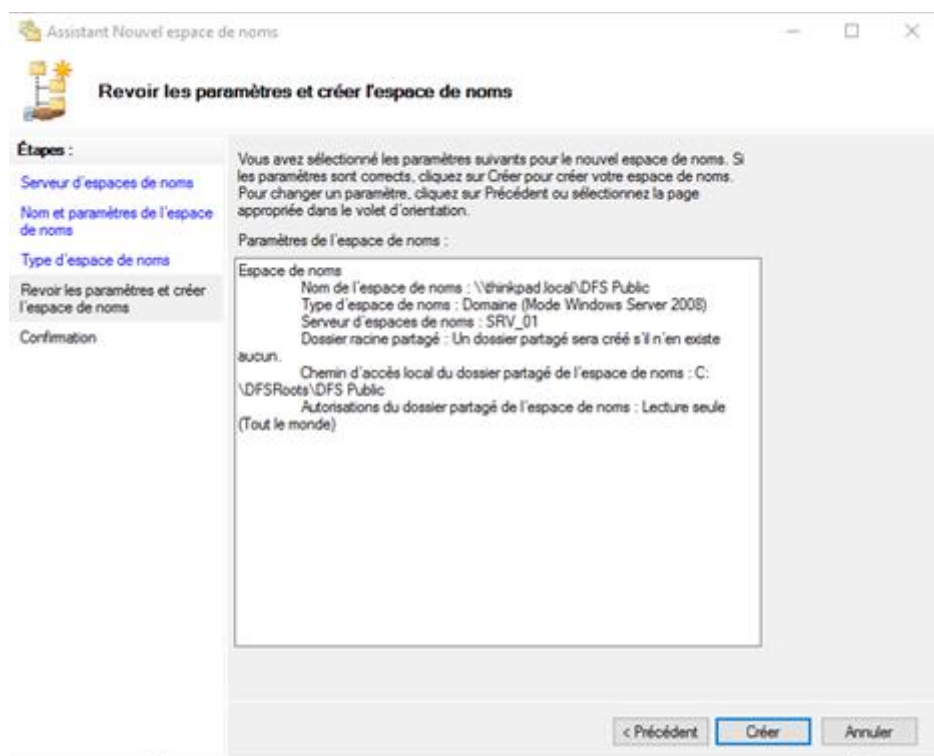 Assistant Nouvel espace de noms
Revoir les paramètres et créer l'espace de noms
Étapes :
Serveur d'espaces de noms
Nom et paramètres de l'espace
de noms
Type d'espace de noms
Revoir les paramètres et créer
l'espace de noms
Confirmation
Vous avez sélectionné les paramètres suivants pour le nouvel espace de noms. Si
les paramètres sont corrects, cliquez sur Créer pour créer votre espace de noms.
Pour changer un paramètre, cliquez sur Précédent ou sélectionnez la page
appropriée dans le volet d'orientation.
Paramètres de l'espace de noms :
Espace de noms
Nom de l'espace de noms : \\thinkpad.local\DFS Public
Type d'espace de noms : Domaine (Mode Windows Server 2008)
Serveur d'espaces de noms : SRV_01
Dossier racine partagé : Un dossier partagé sera créé s'il n'en existe
aucun.
Chemin d'accès local du dossier partagé de l'espace de noms : C:
\DFSRoots\DFS Public
Autorisations du dossier partagé de l'espace de noms : Lecture seule
(Tout le monde)
< Précédent
Créer
Annuler